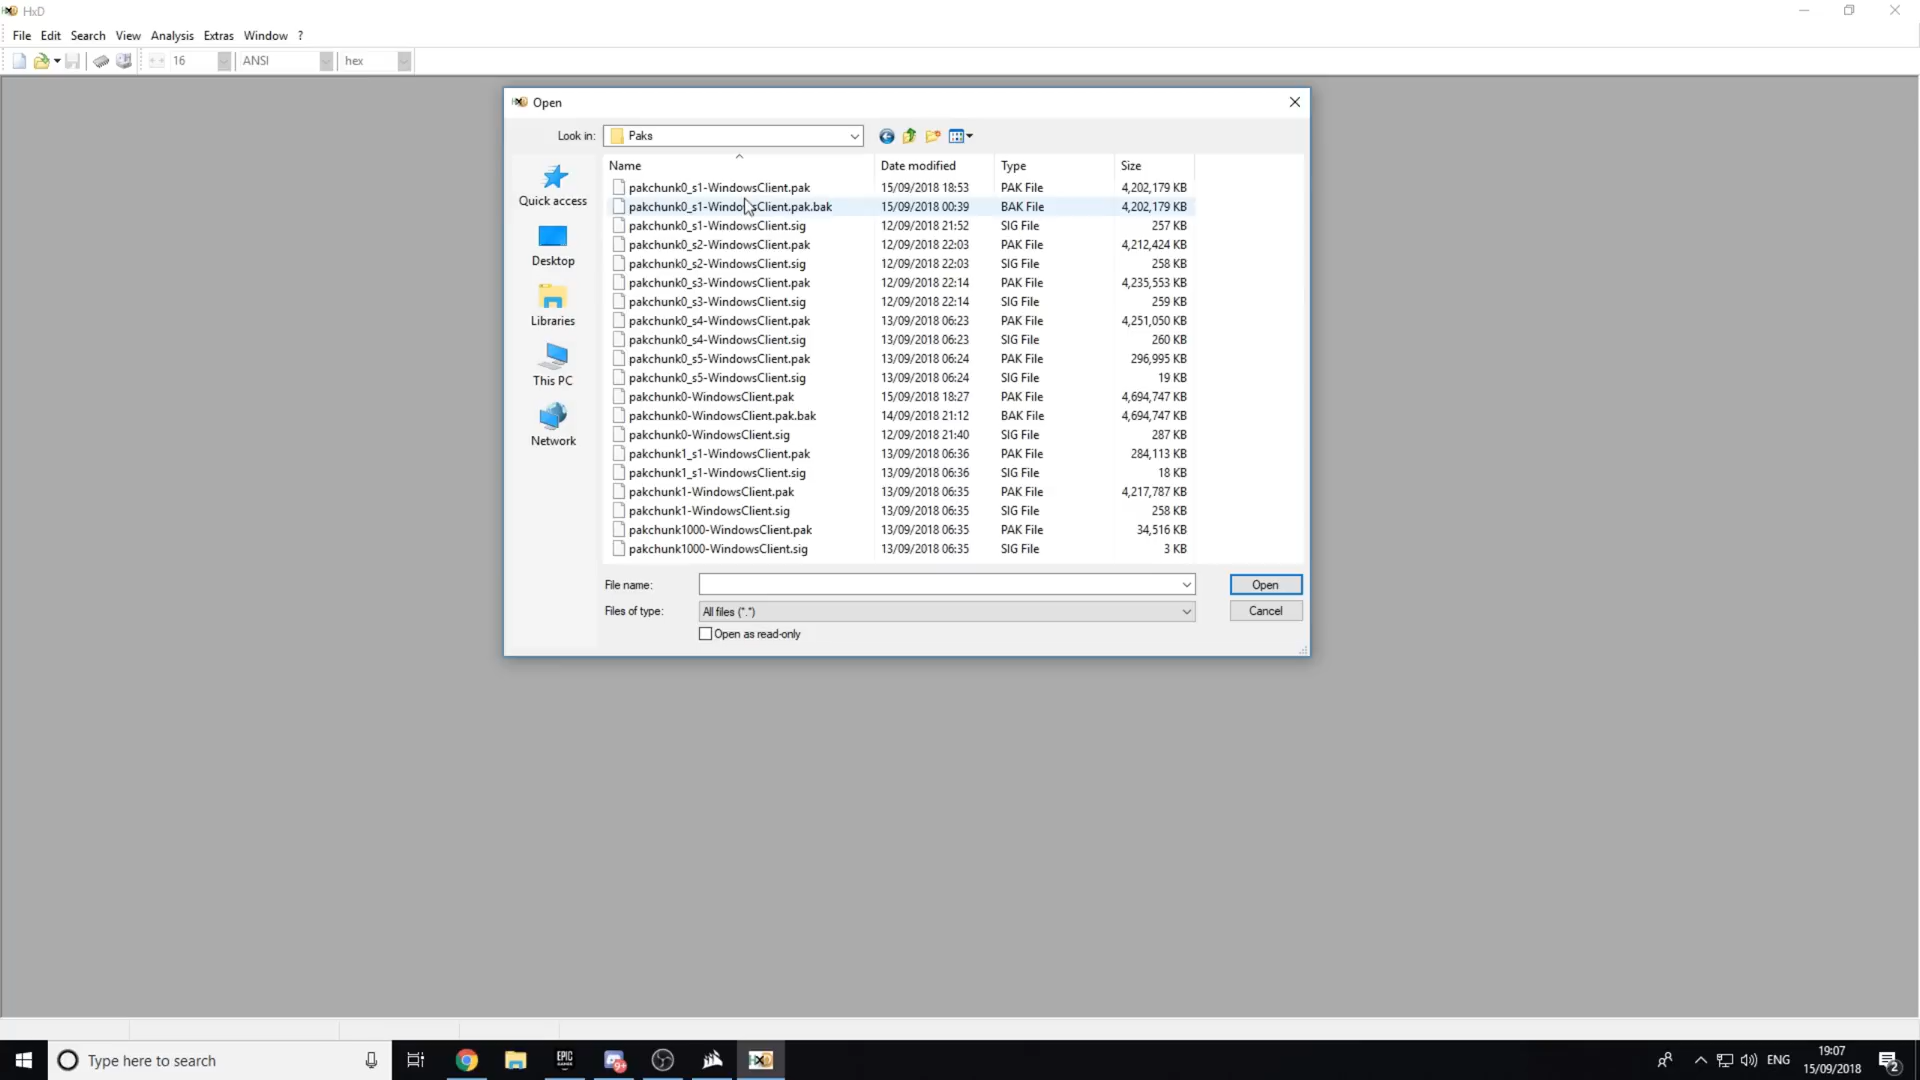 HxD
File Edit Search View Analysis Extras Window ?
16 ANSI hex
Open
Look in: Paks
Name Date modified Type Size
pakchunk0_s1-WindowsClient.pak 15/09/2018 18:53 PAK File 4,202,179 KB
pakchunk0_s1-WindowsClient.pak.bak 15/09/2018 00:39 BAK File 4,202,179 KB
pakchunk0_s1-WindowsClient.sig 12/09/2018 21:52 SIG File 257 KB
pakchunk0_s2-WindowsClient.pak 12/09/2018 22:03 PAK File 4,212,424 KB
pakchunk0_s2-WindowsClient.sig 12/09/2018 22:03 SIG File 258 KB
pakchunk0_s3-WindowsClient.pak 12/09/2018 22:14 PAK File 4,235,553 KB
pakchunk0_s3-WindowsClient.sig 12/09/2018 22:14 SIG File 259 KB
pakchunk0_s4-WindowsClient.pak 13/09/2018 06:23 PAK File 4,251,050 KB
pakchunk0_s4-WindowsClient.sig 13/09/2018 06:23 SIG File 260 KB
pakchunk0_s5-WindowsClient.pak 13/09/2018 06:24 PAK File 296,995 KB
pakchunk0_s5-WindowsClient.sig 13/09/2018 06:24 SIG File 19 KB
pakchunk0-WindowsClient.pak 15/09/2018 18:27 PAK File 4,694,747 KB
pakchunk0-WindowsClient.pak.bak 14/09/2018 21:12 BAK File 4,694,747 KB
pakchunk0-WindowsClient.sig 12/09/2018 21:40 SIG File 287 KB
pakchunk1_s1-WindowsClient.pak 13/09/2018 06:36 PAK File 284,113 KB
pakchunk1_s1-WindowsClient.sig 13/09/2018 06:36 SIG File 18 KB
pakchunk1-WindowsClient.pak 13/09/2018 06:35 PAK File 4,217,787 KB
pakchunk1-WindowsClient.sig 13/09/2018 06:35 SIG File 258 KB
pakchunk1000-WindowsClient.pak 13/09/2018 06:35 PAK File 34,516 KB
pakchunk1000-WindowsClient.sig 13/09/2018 06:35 SIG File 3 KB
Quick access
Desktop
Libraries
This PC
Network
File name: Open
Files of type: All files (*.*) Cancel
Open as read-only
Type here to search
EPIC GAMES
9+
ENG
19:07
15/09/2018
2